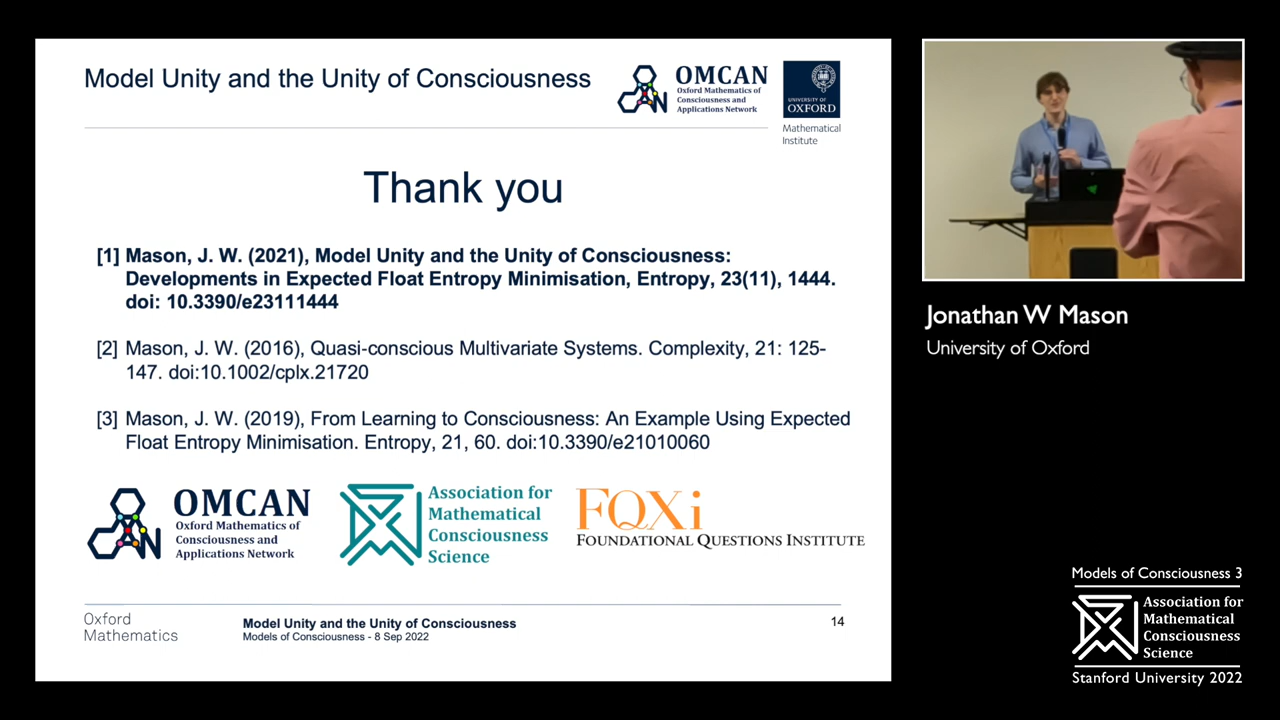 Model Unity and the Unity of Consciousness
OMCAN
Oxford Mathematics of
Consciousness and
Applications Network
UNIVERSITY OF
OXFORD
Mathematical
Institute
Thank you
[1] Mason, J. W. (2021), Model Unity and the Unity of Consciousness:
Developments in Expected Float Entropy Minimisation, Entropy, 23(11), 1444.
doi: 10.3390/e23111444
[2] Mason, J. W. (2016), Quasi-conscious Multivariate Systems. Complexity, 21: 125-
147. doi:10.1002/cplx.21720
[3] Mason, J. W. (2019), From Learning to Consciousness: An Example Using Expected
Float Entropy Minimisation. Entropy, 21, 60. doi:10.3390/e21010060
OMCAN
Oxford Mathematics of
Consciousness and
Applications Network
Association for
Mathematical
Consciousness
Science
FQXi
FOUNDATIONAL QUESTIONS INSTITUTE
Oxford
Mathematics
Model Unity and the Unity of Consciousness
Models of Consciousness - 8 Sep 2022
14
Jonathan W Mason
University of Oxford
Models of Consciousness 3
Association for
Mathematical
Consciousness
Science
Stanford University 2022